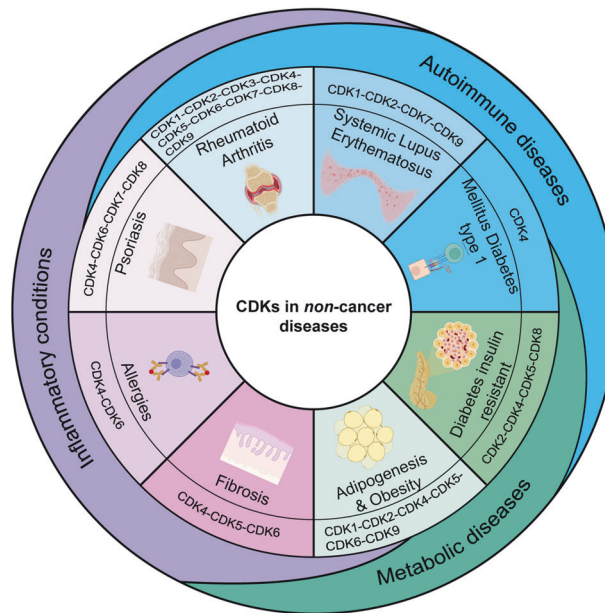 Autoimmune diseases
Inflammatory conditions
Metabolic diseases
CDK1-CDK2-CDK3-CDK4-
CDK5-CDK6-CDK7-CDK8-
CDK9
Rheumatoid
Arthritis
CDK1-CDK2-CDK7-CDK9
Systemic Lupus
Erythematosus
CDK4
Mellitus Diabetes
type 1
CDK2-CDK4-CDK5-CDK8
Diabetes insulin
resistant
Adipogenesis
& Obesity
CDK1-CDK2-CDK4-CDK5-
CDK6-CDK9
Fibrosis
CDK4-CDK5-CDK6
Allergies
CDK4-CDK6
Psoriasis
CDK4-CDK6-CDK7-CDK8
CDKs in non-cancer
diseases